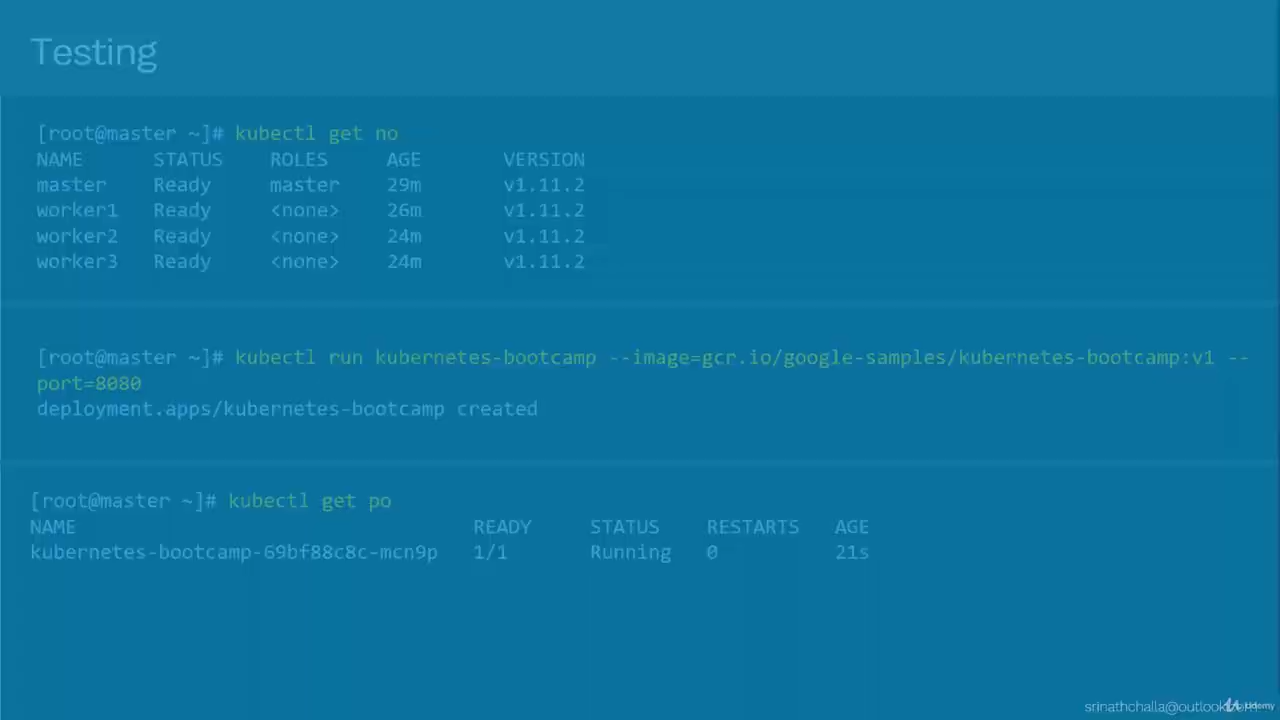 Testing
[root@master ~]# kubectl get no
NAME STATUS ROLES AGE VERSION
master Ready master 29m v1.11.2
worker1 Ready <none> 26m v1.11.2
worker2 Ready <none> 24m v1.11.2
worker3 Ready <none> 24m v1.11.2
[root@master ~]# kubectl run kubernetes-bootcamp --image=gcr.io/google-samples/kubernetes-bootcamp:v1 --
port=8080
deployment.apps/kubernetes-bootcamp created
[root@master ~]# kubectl get po
NAME READY STATUS RESTARTS AGE
kubernetes-bootcamp-69bf88c8c-mcn9p 1/1 Running 0 21s
Udemy